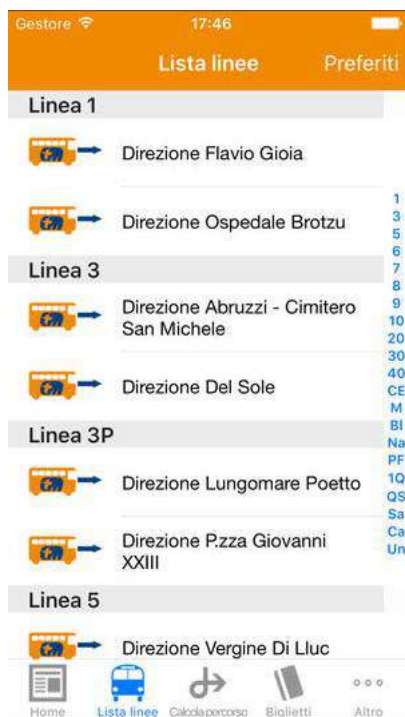 Gestore 17:46
Lista linee Preferiti
Linea 1
Direzione Flavio Gioia
Direzione Ospedale Brotzu
Linea 3
Direzione Abruzzi - Cimitero
San Michele
Direzione Del Sole
Linea 3P
Direzione Lungomare Poetto
Direzione P.zza Giovanni
XXIII
Linea 5
Direzione Vergine Di Lluc
1
3
5
6
7
8
9
10
20
30
40
CE
M
BI
Na
PF
1Q
QS
Sa
Ca
Un
Home Lista linee Calcola percorso Biglietti Altro